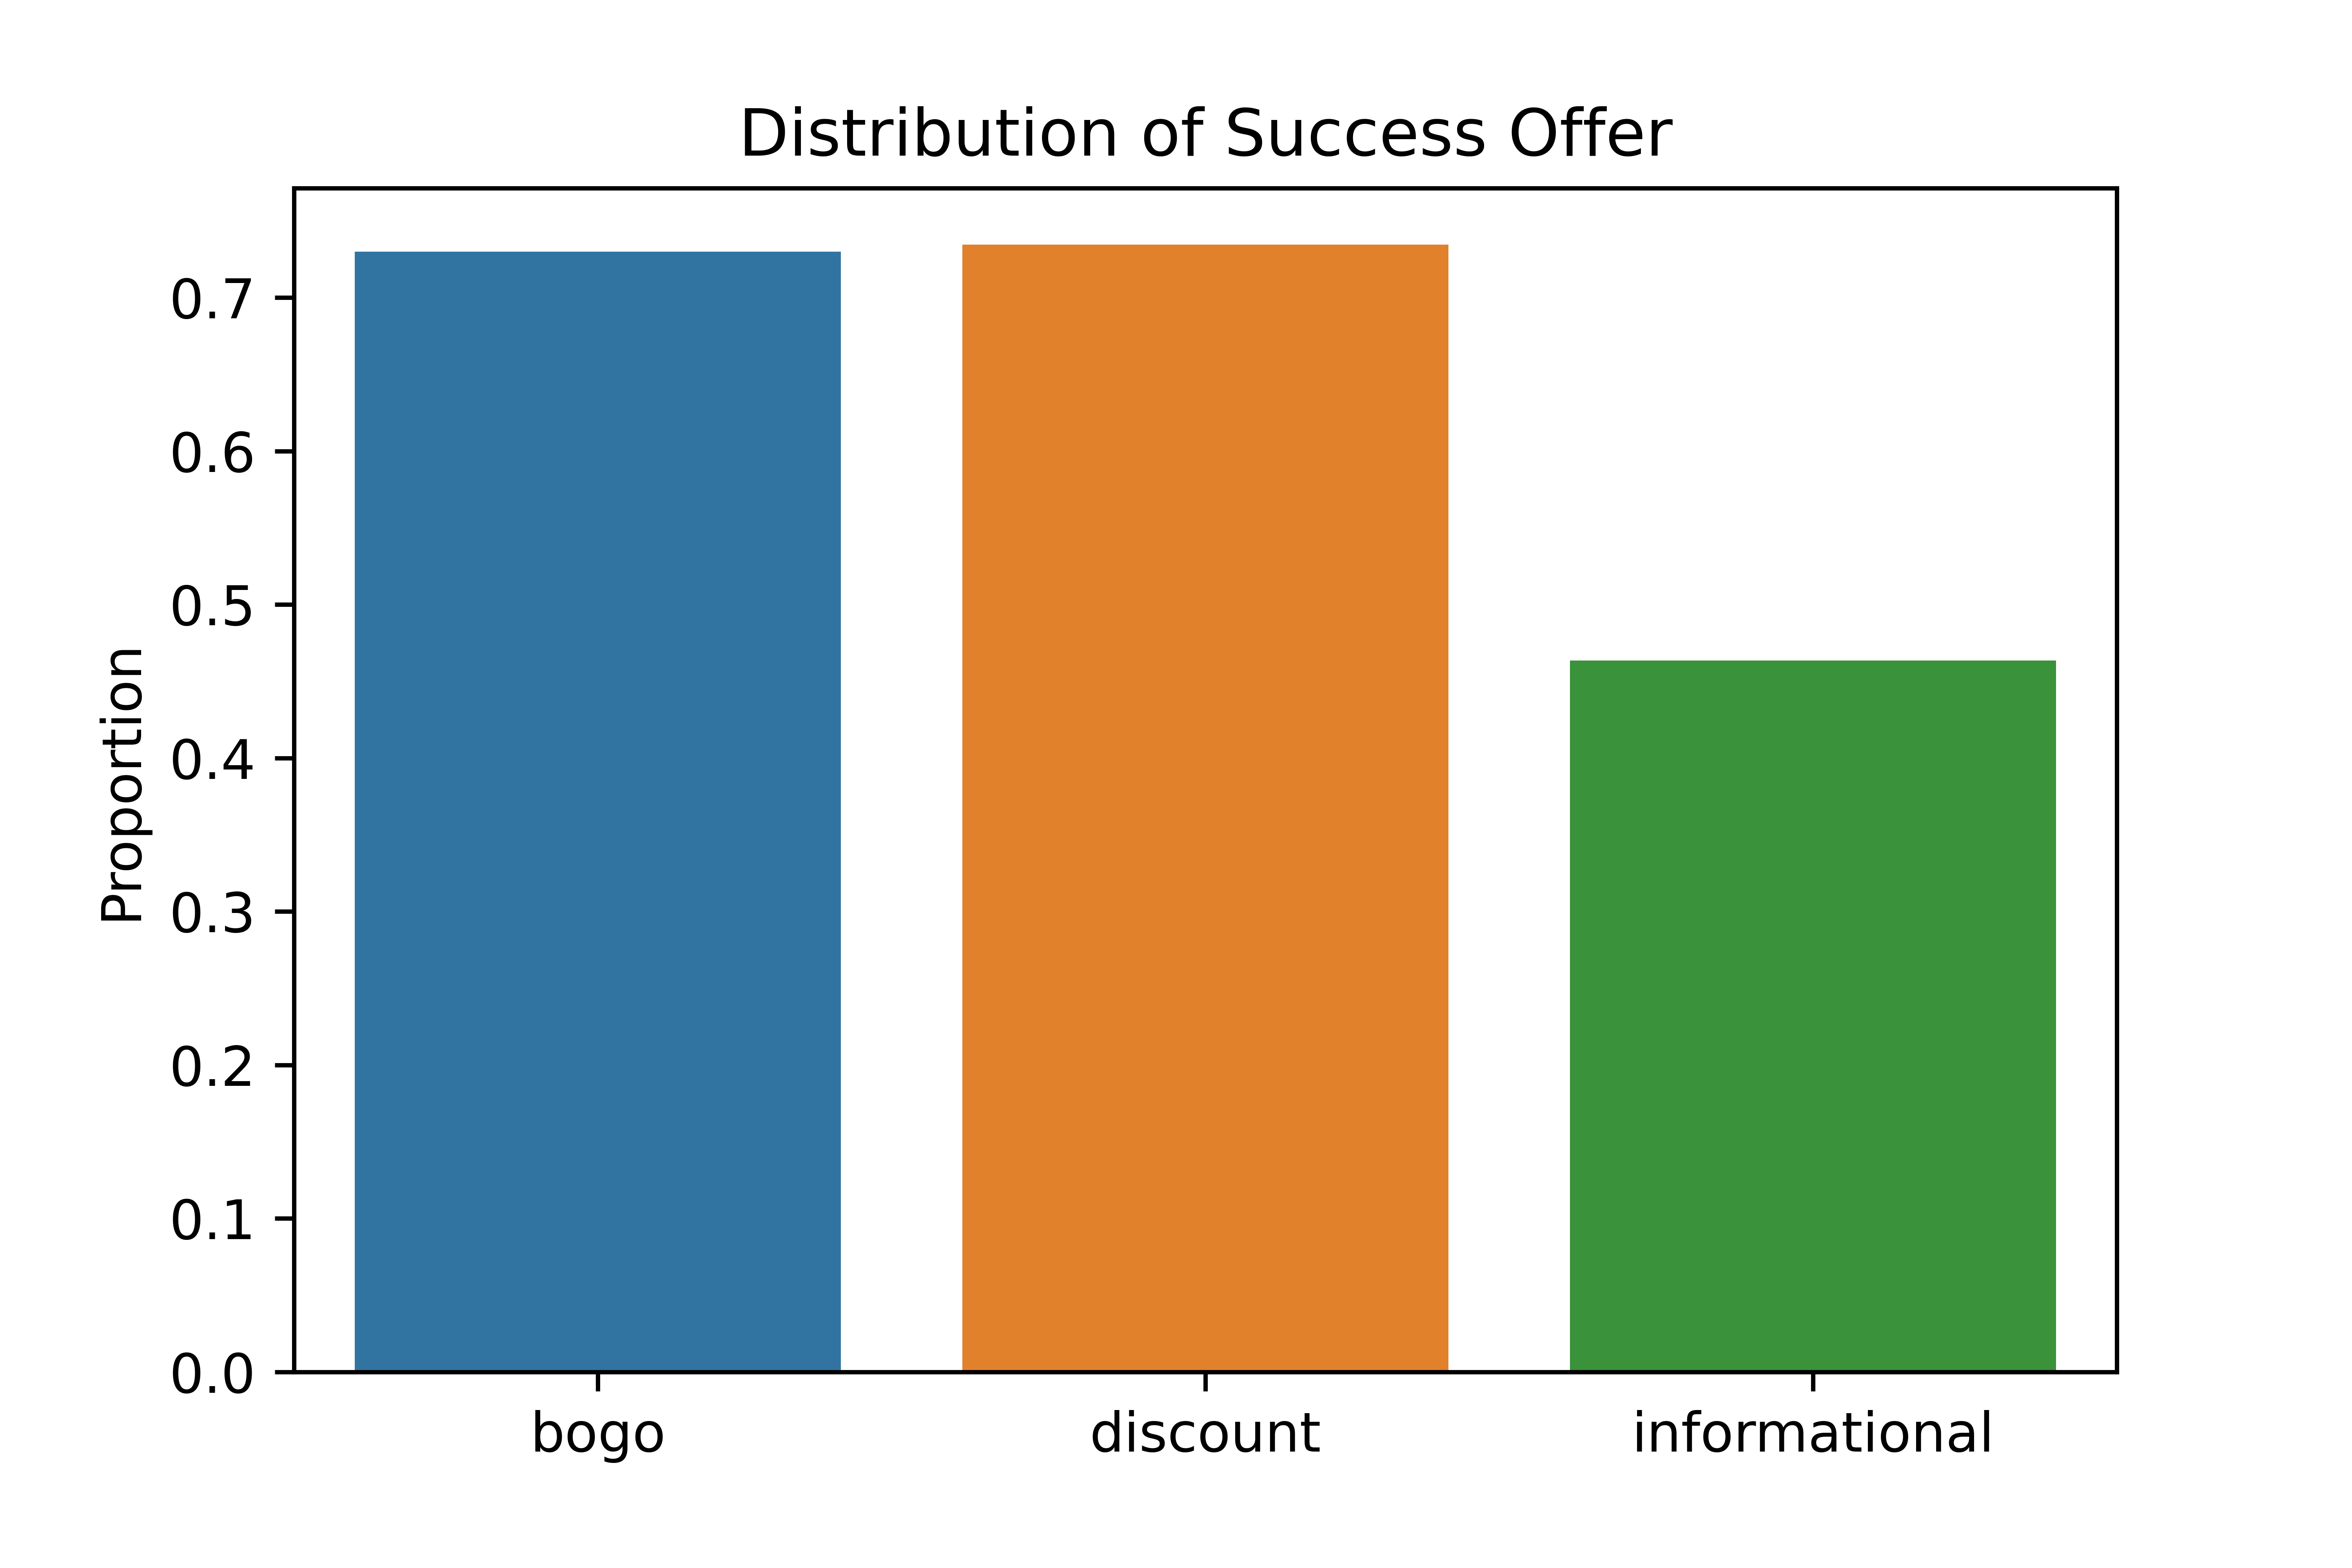 Distribution of Success Offer
Proportion
0.7
0.6
0.5
0.4
0.3
0.2
0.1
0.0
bogo
discount
informational